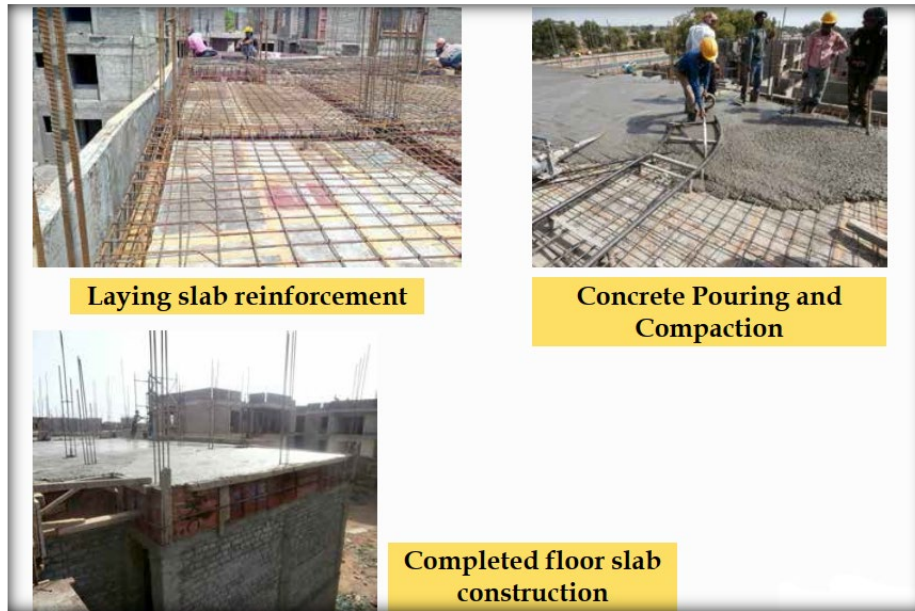 Laying slab reinforcement
Concrete Pouring and
Compaction
Completed floor slab
construction